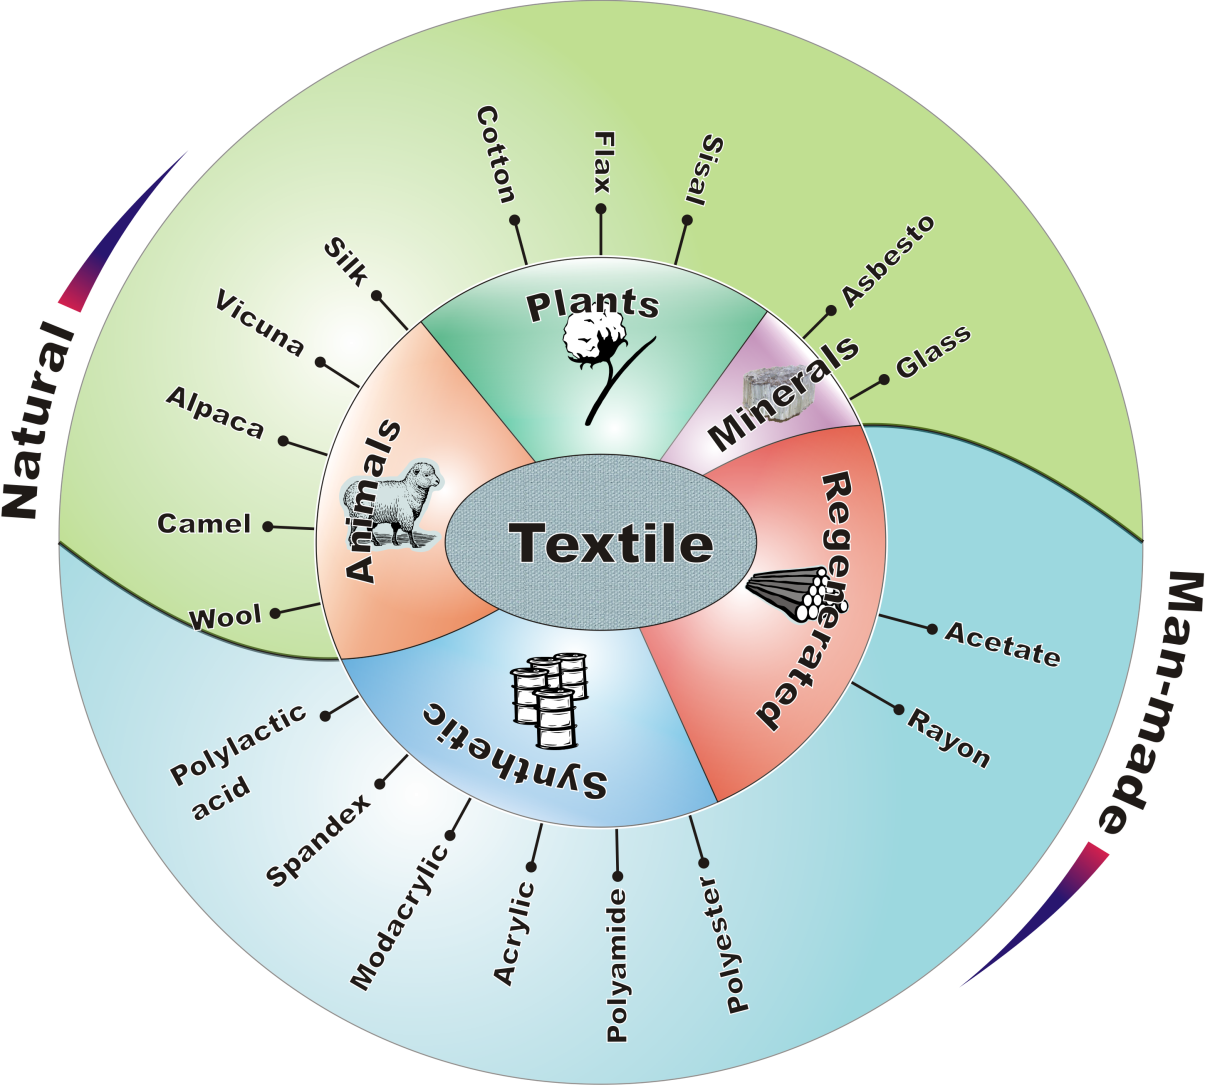 Textile
Natural
Man-made
Plants
Cotton
Flax
Sisal
Minerals
Asbesto
Glass
Regenerated
Acetate
Rayon
Synthetic
Polyester
Polyamide
Acrylic
Modacrylic
Spandex
Polylactic
acid
Animals
Wool
Camel
Alpaca
Vicuna
Silk